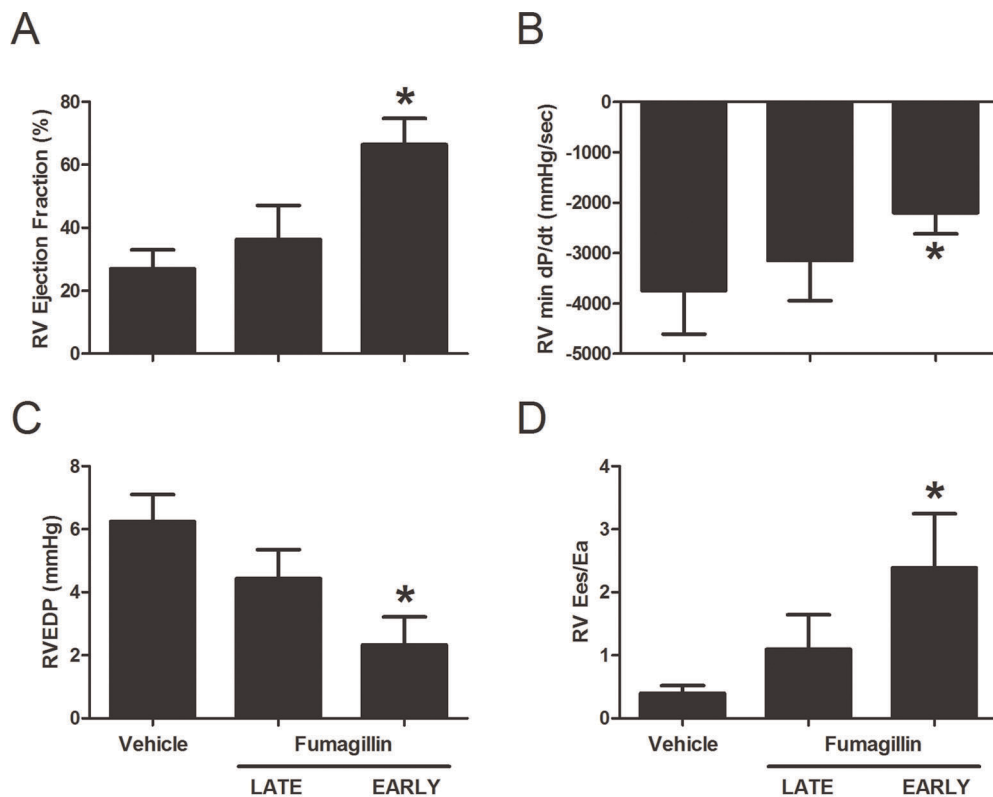 A
RV Ejection Fraction (%)
80
60
40
20
0
*
B
RV min dP/dt (mmHg/sec)
0
-1000
-2000
-3000
-4000
-5000
*
C
RVEDP (mmHg)
8
6
4
2
0
*
Vehicle Fumagillin
LATE EARLY
D
RV Ees/Ea
4
3
2
1
0
*
Vehicle Fumagillin
LATE EARLY